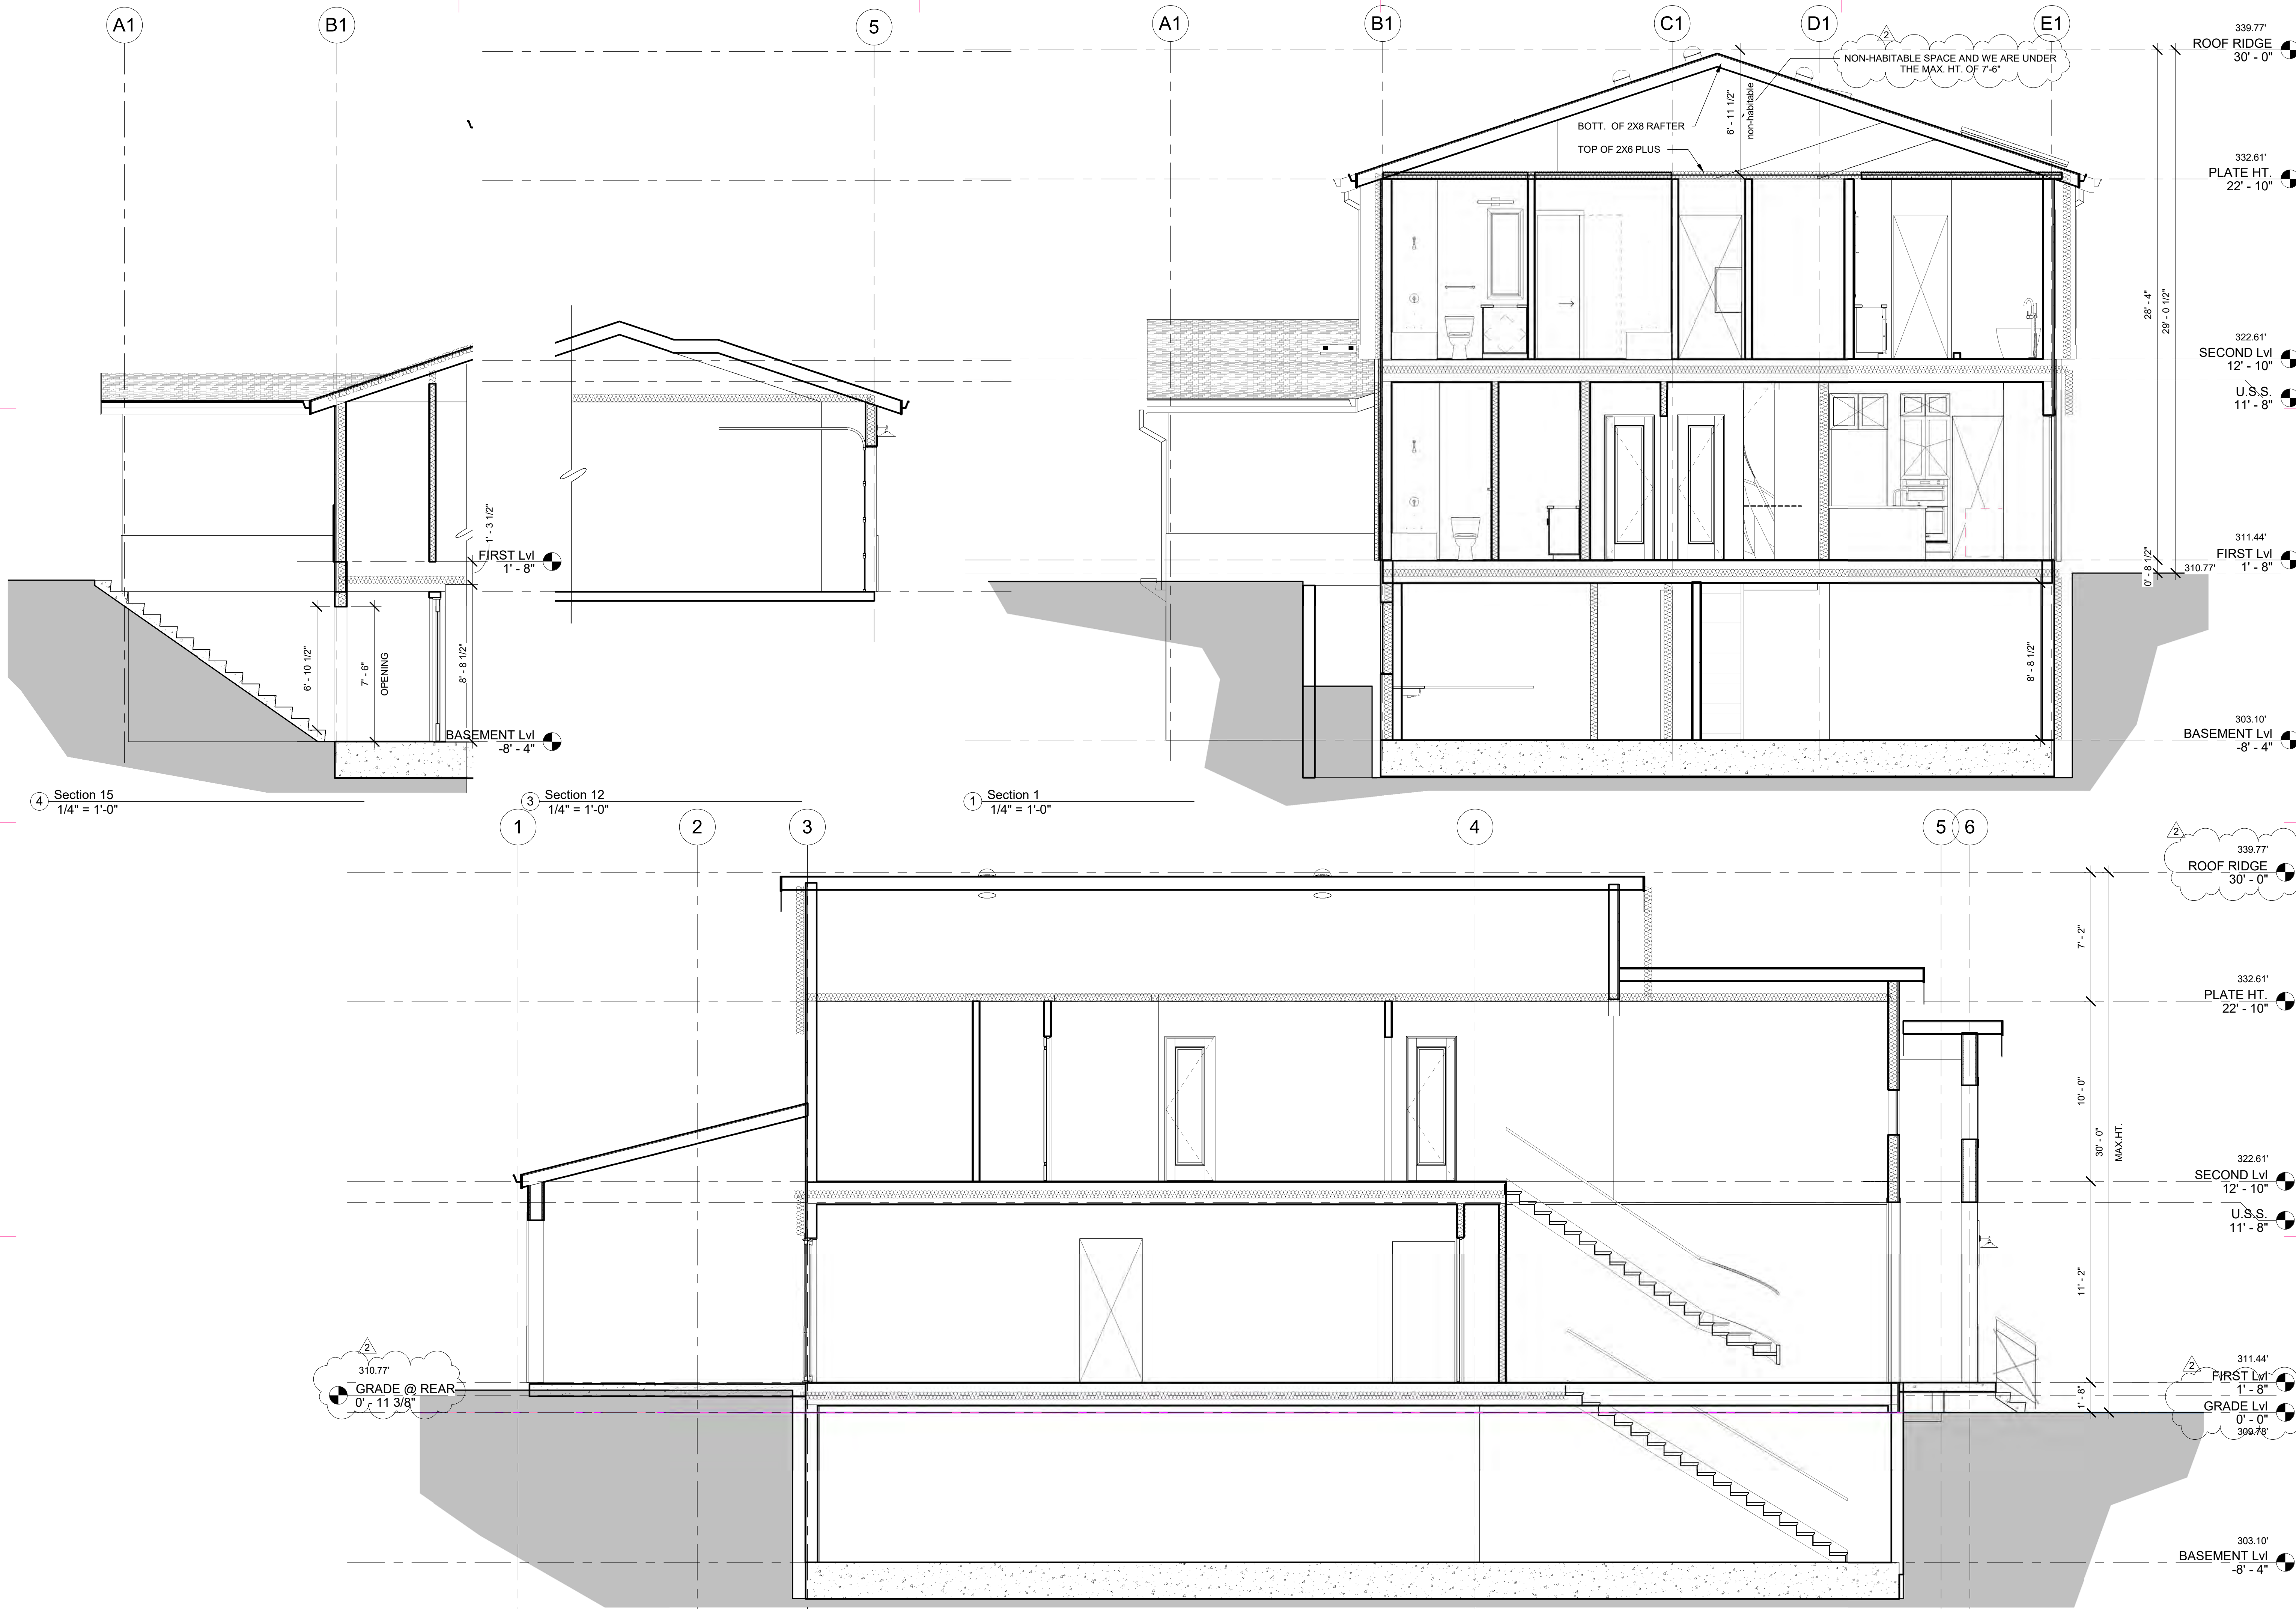 A1
B1
5
FIRST Lvl
1' - 8"
1' - 3 1/2"
6' - 10 1/2"
7' - 6"
OPENING
8' - 8 1/2"
BASEMENT Lvl
-8' - 4"
4
Section 15
1/4" = 1'-0"
3
Section 12
1/4" = 1'-0"
A1
B1
C1
D1
E1
2
NON-HABITABLE SPACE AND WE ARE UNDER
THE MAX. HT. OF 7'-6"
6' - 11 1/2"
non-habitable
BOTT. OF 2X8 RAFTER
TOP OF 2X6 PLUS
339.77'
ROOF RIDGE
30' - 0"
332.61'
PLATE HT.
22' - 10"
28' - 4"
29' - 0 1/2"
322.61'
SECOND Lvl
12' - 10"
U.S.S.
11' - 8"
311.44'
FIRST Lvl
1' - 8"
310.77'
0' - 8 1/2"
8' - 8 1/2"
303.10'
BASEMENT Lvl
-8' - 4"
1
Section 1
1/4" = 1'-0"
1
2
3
4
5
6
2
339.77'
ROOF RIDGE
30' - 0"
7' - 2"
332.61'
PLATE HT.
22' - 10"
10' - 0"
30' - 0"
MAX.HT.
322.61'
SECOND Lvl
12' - 10"
U.S.S.
11' - 8"
11' - 2"
2
310.77'
GRADE @ REAR
0' - 11 3/8"
2
311.44'
FIRST Lvl
1' - 8"
1' - 8"
GRADE Lvl
0' - 0"
309.78'
303.10'
BASEMENT Lvl
-8' - 4"